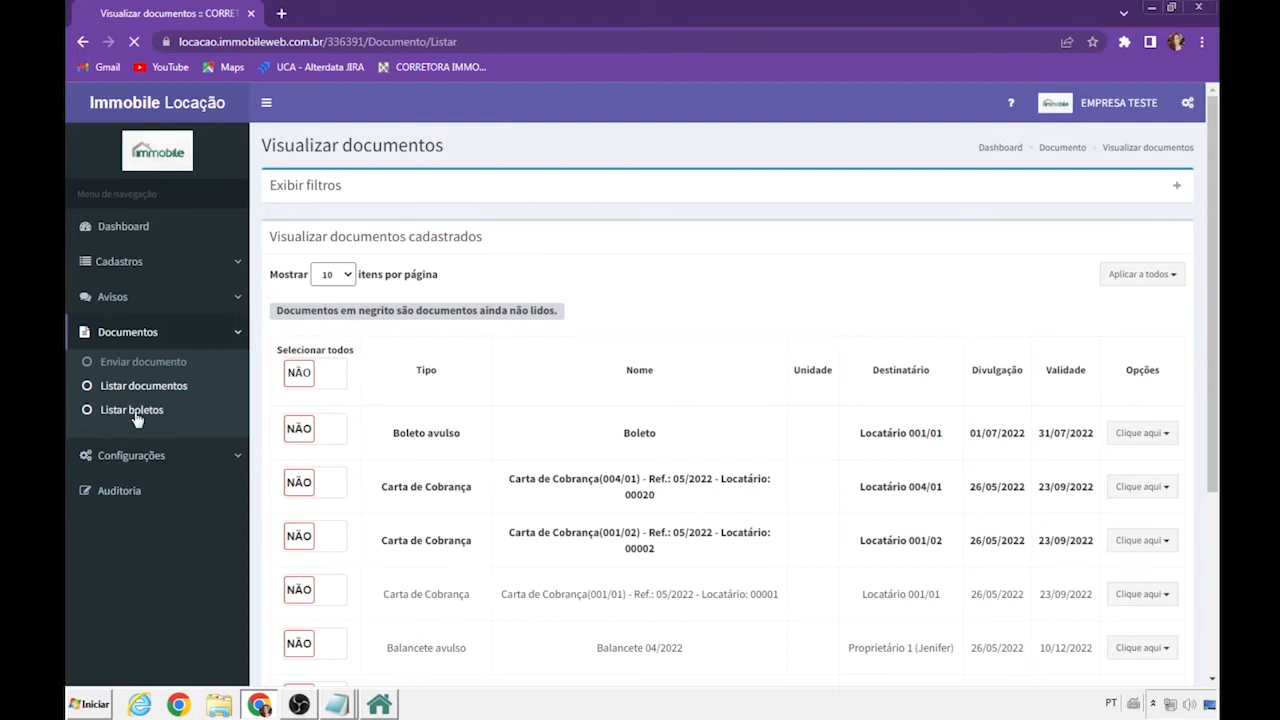 Visualizar documentos :: CORRET
locacao.immobileweb.com.br/336391/Documento/Listar
Gmail
YouTube
Maps
UCA - Alterdata JIRA
CORRETORA IMMO...
Immobile Locação
?
immobile
EMPRESA TESTE
immobile
Menu de navegação
Dashboard
Cadastros
Avisos
Documentos
Enviar documento
Listar documentos
Listar boletos
Configurações
Auditoria
Visualizar documentos
Dashboard > Documento > Visualizar documentos
Exibir filtros +
Visualizar documentos cadastrados
Mostrar 10 itens por página
Aplicar a todos
Documentos em negrito são documentos ainda não lidos.
Selecionar todos
NÃO
Tipo Nome Unidade Destinatário Divulgação Validade Opções
NÃO Boleto avulso Boleto Locatário 001/01 01/07/2022 31/07/2022 Clique aqui
NÃO Carta de Cobrança Carta de Cobrança(004/01) - Ref.: 05/2022 - Locatário:
00020 Locatário 004/01 26/05/2022 23/09/2022 Clique aqui
NÃO Carta de Cobrança Carta de Cobrança(001/02) - Ref.: 05/2022 - Locatário:
00002 Locatário 001/02 26/05/2022 23/09/2022 Clique aqui
NÃO Carta de Cobrança Carta de Cobrança(001/01) - Ref.: 05/2022 - Locatário: 00001 Locatário 001/01 26/05/2022 23/09/2022 Clique aqui
NÃO Balancete avulso Balancete 04/2022 Proprietário 1 (Jenifer) 26/05/2022 10/12/2022 Clique aqui
Iniciar
PT